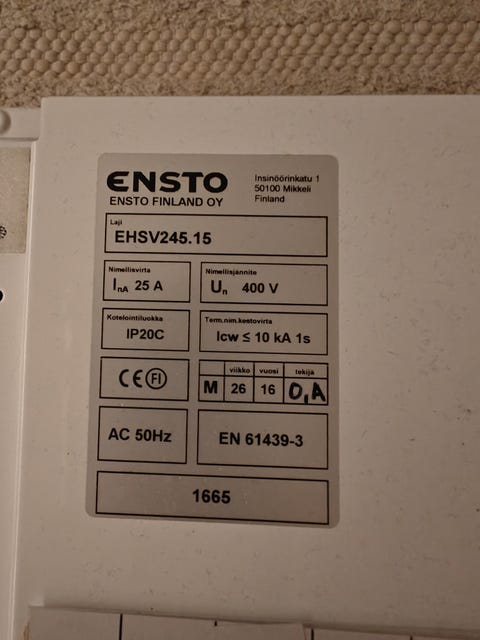 ENSTO
ENSTO FINLAND OY
Insinöörinkatu 1
50100 Mikkeli
Finland
Laji
EHSV245.15
Nimellisvirta
InA 25 A
Nimellisjännite
Un 400 V
Kotelointiluokka
IP20C
Term.nim.kestovirta
Icw ≤ 10 kA 1s
CE FI
viikko vuosi tekijä
M 26 16 O,A
AC 50Hz
EN 61439-3
1665